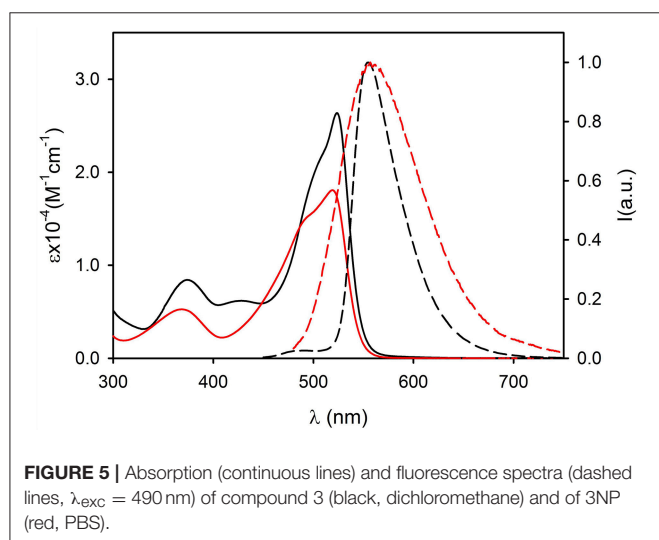 εx10⁻⁴(M⁻¹cm⁻¹)
3.0
2.0
1.0
0.0
1.0
0.8
0.6
0.4
0.2
0.0
I(a.u.)
300 400 500 600 700
λ (nm)
FIGURE 5 | Absorption (continuous lines) and fluorescence spectra (dashed
lines, λexc = 490 nm) of compound 3 (black, dichloromethane) and of 3NP
(red, PBS).